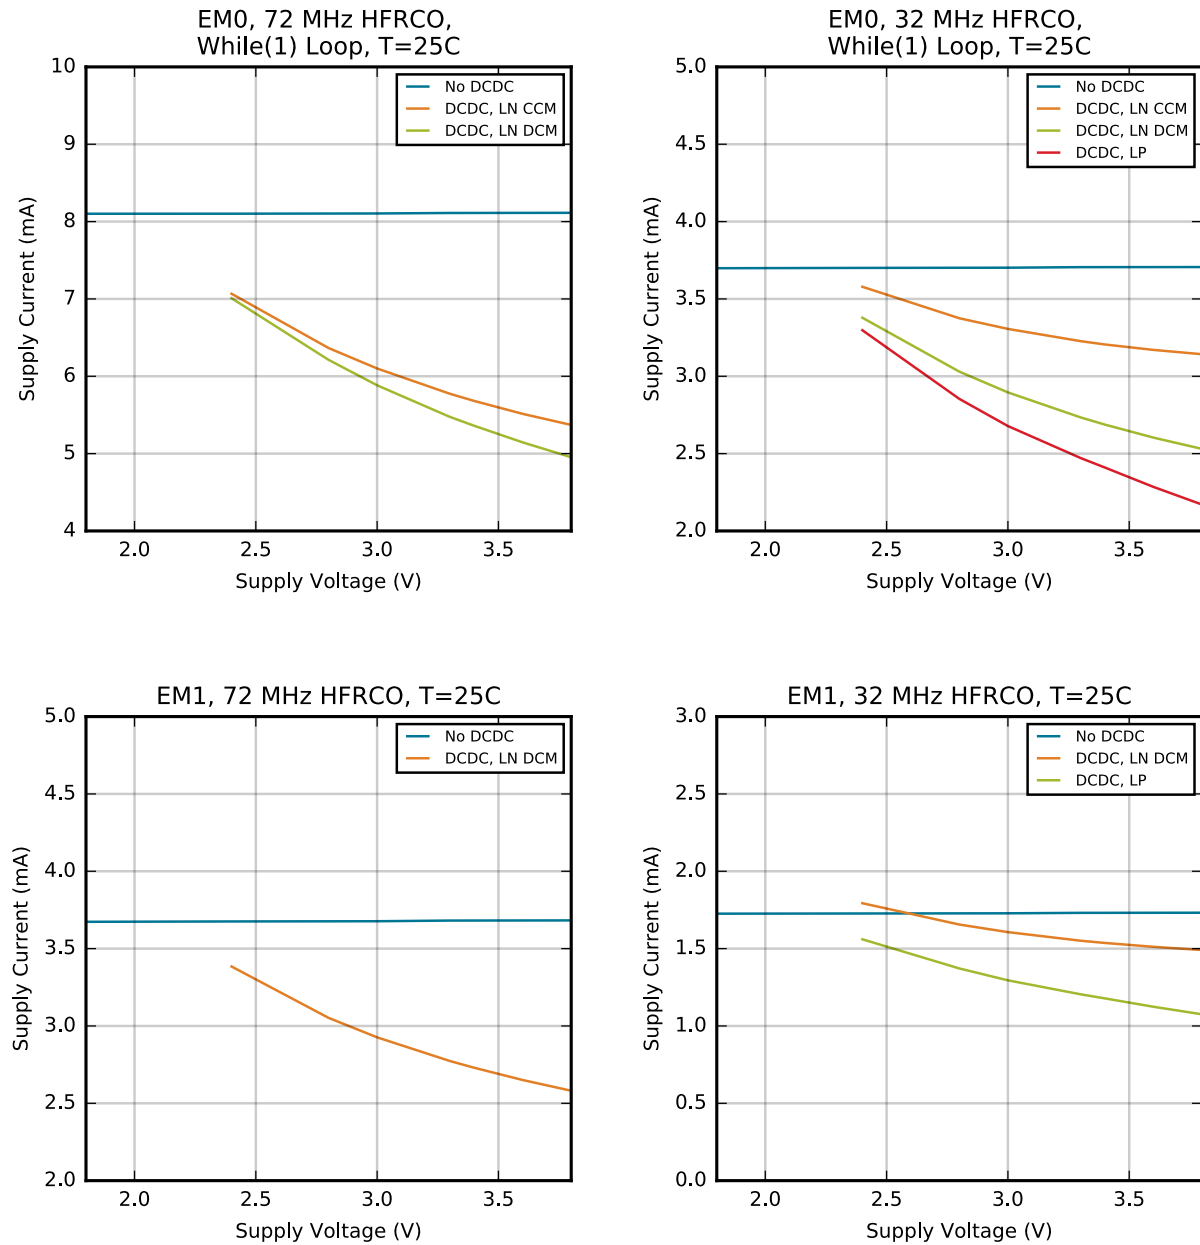 EM0, 72 MHz HFRCO,
While(1) Loop, T=25C
10
9
8
7
6
5
4
Supply Current (mA)
No DCDC
DCDC, LN CCM
DCDC, LN DCM
2.0
2.5
3.0
3.5
Supply Voltage (V)
EM0, 32 MHz HFRCO,
While(1) Loop, T=25C
5.0
4.5
4.0
3.5
3.0
2.5
2.0
Supply Current (mA)
No DCDC
DCDC, LN CCM
DCDC, LN DCM
DCDC, LP
2.0
2.5
3.0
3.5
Supply Voltage (V)
EM1, 72 MHz HFRCO, T=25C
5.0
4.5
4.0
3.5
3.0
2.5
2.0
Supply Current (mA)
No DCDC
DCDC, LN DCM
2.0
2.5
3.0
3.5
Supply Voltage (V)
EM1, 32 MHz HFRCO, T=25C
3.0
2.5
2.0
1.5
1.0
0.5
0.0
Supply Current (mA)
No DCDC
DCDC, LN DCM
DCDC, LP
2.0
2.5
3.0
3.5
Supply Voltage (V)